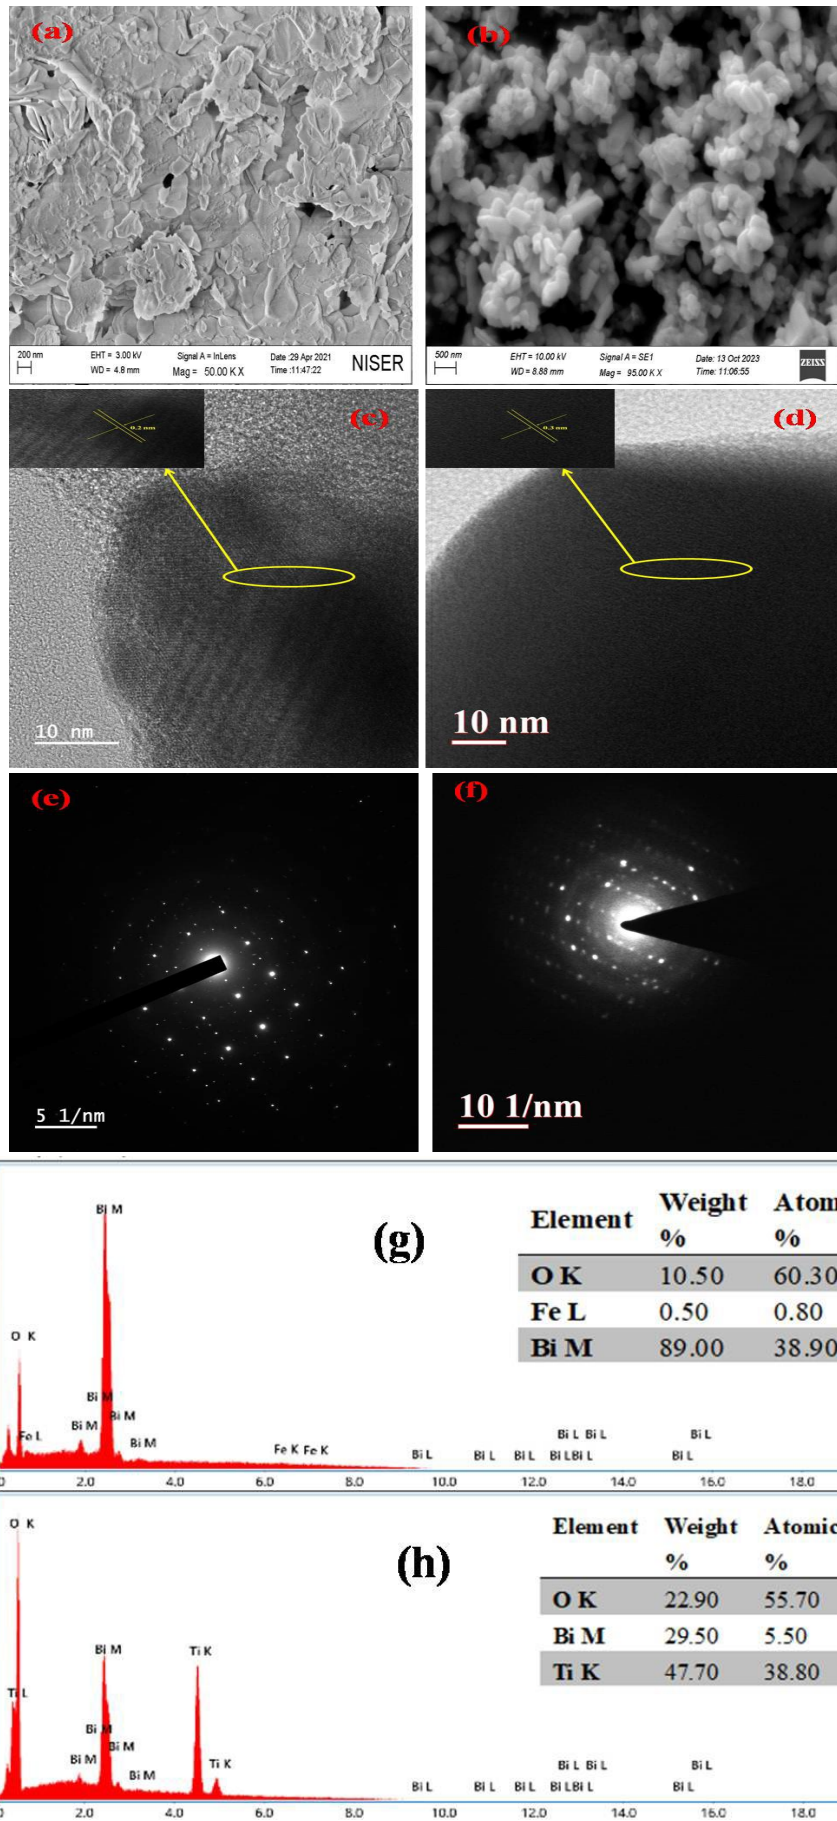 (a)
(b)
200 nm
EHT = 3.00 kV
Signal A = InLens
Date :29 Apr 2021
WD = 4.8 mm
Mag = 50.00 K X
Time :11:47:22
NISER
500 nm
EHT = 10.00 kV
Signal A = SE1
Date: 13 Oct 2023
WD = 8.88 mm
Mag = 95.00 K X
Time: 11:06:55
ZEISS
0.2 nm
(c)
0.3 nm
(d)
10 nm
10 nm
(e)
(f)
5 1/nm
10 1/nm
Bi M
(g)
Element Weight Atom
% %
O K 10.50 60.30
Fe L 0.50 0.80
Bi M 89.00 38.90
O K
Bi M
Bi M
Bi M
Fe L
Bi M
Fe K Fe K
Bi L Bi L
Bi L
Bi L Bi L Bi L Bi L Bi L Bi L
2.0 4.0 6.0 8.0 10.0 12.0 14.0 16.0 18.0
O K
(h)
Element Weight Atomic
% %
O K 22.90 55.70
Bi M 29.50 5.50
Ti K 47.70 38.80
Bi M
Ti K
Ti L
Bi M
Bi M
Bi M
Bi M
Ti K
Bi L Bi L
Bi L
Bi L Bi L Bi L Bi L Bi L Bi L
2.0 4.0 6.0 8.0 10.0 12.0 14.0 16.0 18.0